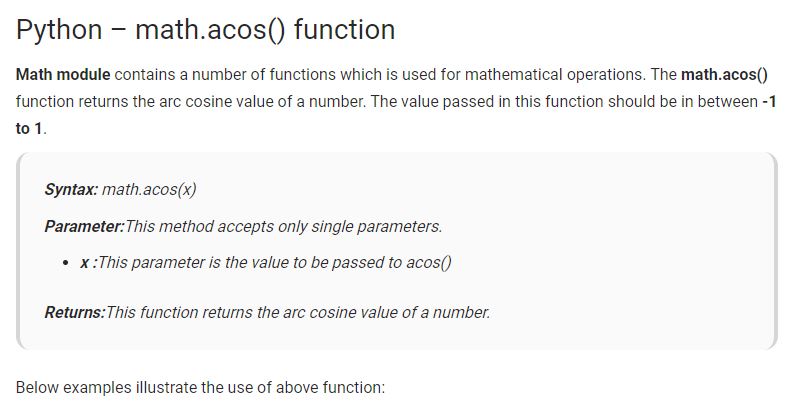 Python – math.acos() function
Math module contains a number of functions which is used for mathematical operations. The math.acos()
function returns the arc cosine value of a number. The value passed in this function should be in between -1
to 1.
Syntax: math.acos(x)
Parameter:This method accepts only single parameters.
• x :This parameter is the value to be passed to acos()
Returns:This function returns the arc cosine value of a number.
Below examples illustrate the use of above function: